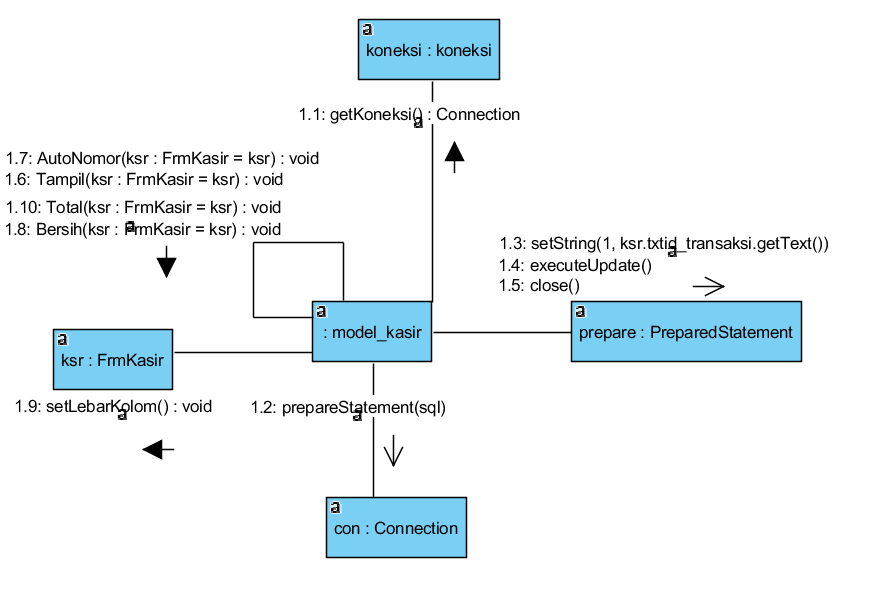 a
koneksi : koneksi
1.1: getKoneksi() : Connection
a
1.7: AutoNomor(ksr : FrmKasir = ksr) : void
1.6: Tampil(ksr : FrmKasir = ksr) : void
1.10: Total(ksr : FrmKasir = ksr) : void
1.8: Bersih(ksr : FrmKasir = ksr) : void
a
1.3: setString(1, ksr.txtid_transaksi.getText())
a
1.4: executeUpdate()
1.5: close()
a
: model_kasir
a
prepare : PreparedStatement
a
ksr : FrmKasir
1.9: setLebarKolom() : void
a
1.2: prepareStatement(sql)
a
a
con : Connection